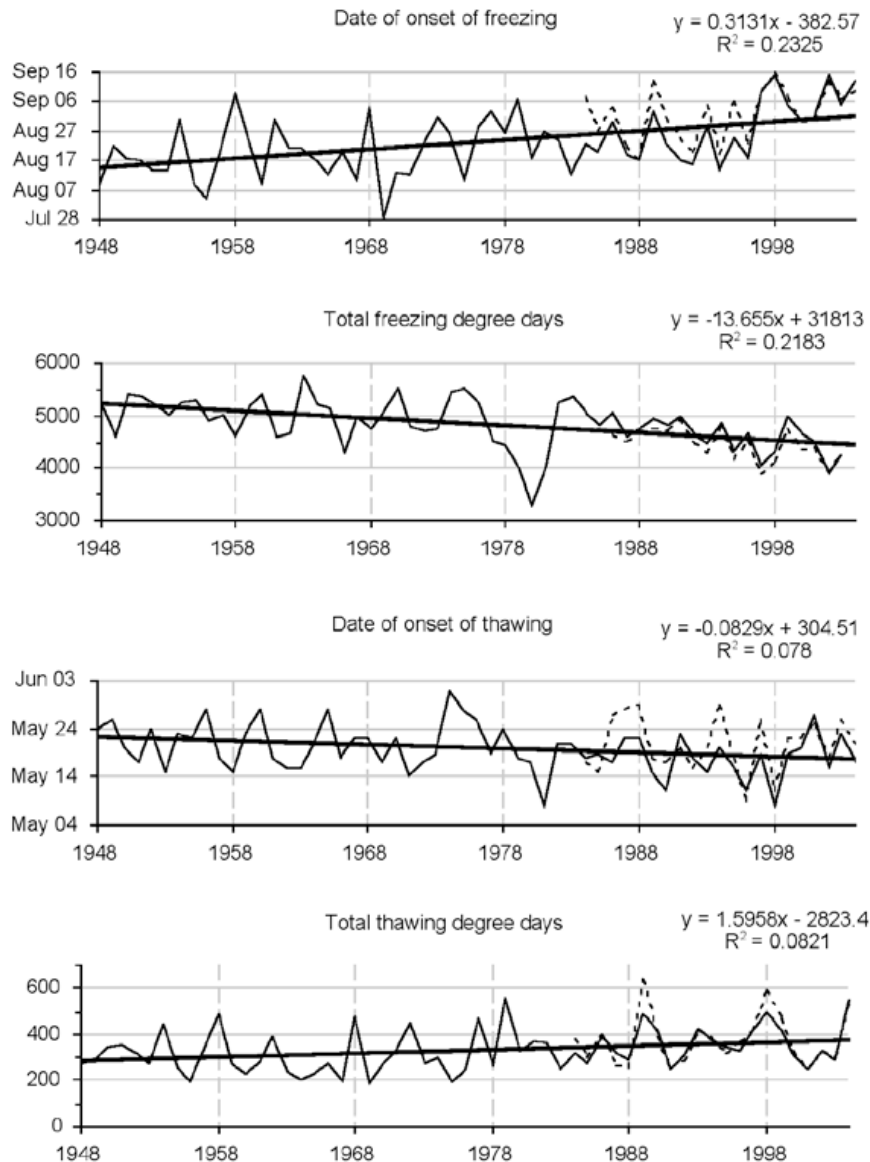 Date of onset of freezing
y = 0.3131x - 382.57
R² = 0.2325
Sep 16
Sep 06
Aug 27
Aug 17
Aug 07
Jul 28
1948 1958 1968 1978 1988 1998
Total freezing degree days
y = -13.655x + 31813
R² = 0.2183
6000
5000
4000
3000
1948 1958 1968 1978 1988 1998
Date of onset of thawing
y = -0.0829x + 304.51
R² = 0.078
Jun 03
May 24
May 14
May 04
1948 1958 1968 1978 1988 1998
Total thawing degree days
y = 1.5958x - 2823.4
R² = 0.0821
600
400
200
0
1948 1958 1968 1978 1988 1998